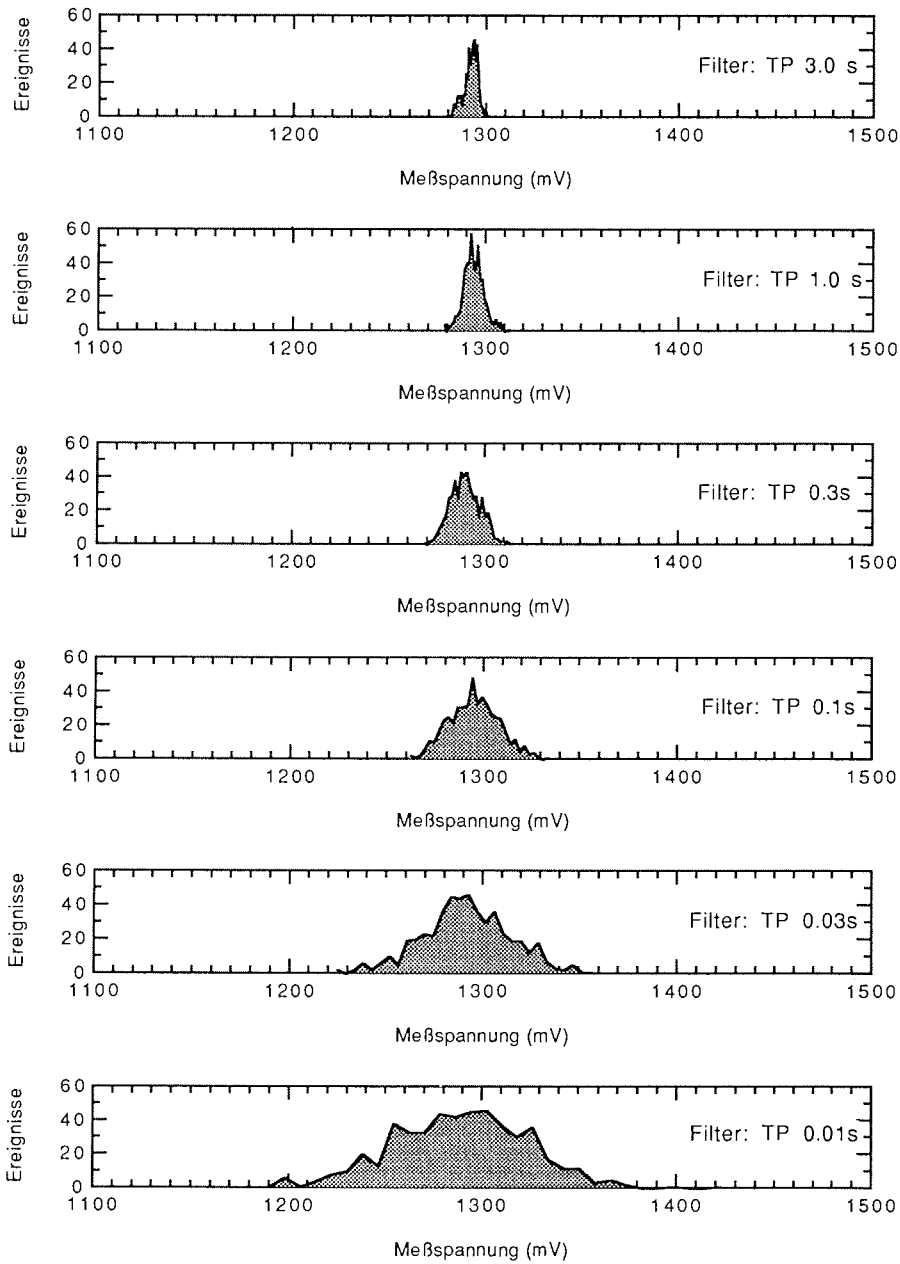 60
40
20
0
Ereignisse
Filter: TP 3.0 s
1100 1200 1300 1400 1500
Meßspannung (mV)
60
40
20
0
Ereignisse
Filter: TP 1.0 s
1100 1200 1300 1400 1500
Meßspannung (mV)
60
40
20
0
Ereignisse
Filter: TP 0.3s
1100 1200 1300 1400 1500
Meßspannung (mV)
60
40
20
0
Ereignisse
Filter: TP 0.1s
1100 1200 1300 1400 1500
Meßspannung (mV)
60
40
20
0
Ereignisse
Filter: TP 0.03s
1100 1200 1300 1400 1500
Meßspannung (mV)
60
40
20
0
Ereignisse
Filter: TP 0.01s
1100 1200 1300 1400 1500
Meßspannung (mV)